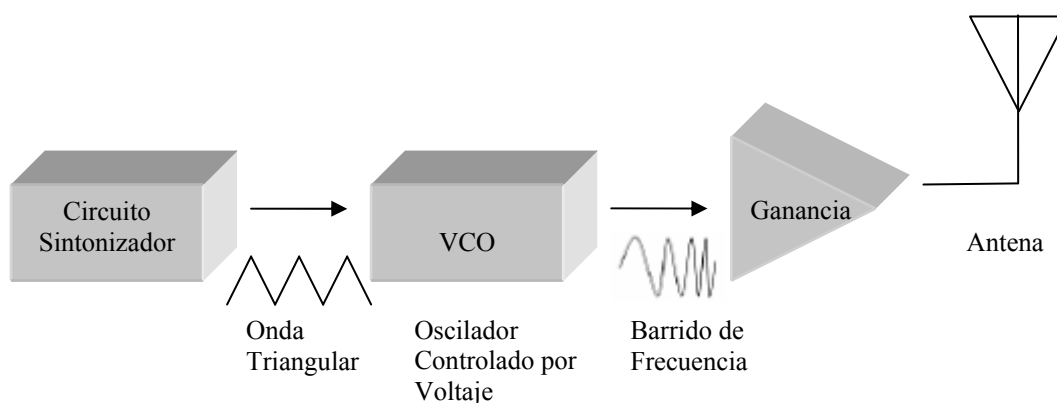 Circuito
Sintonizador
VCO
Ganancia
Antena
Onda
Triangular
Oscilador
Controlado por
Voltaje
Barrido de
Frecuencia